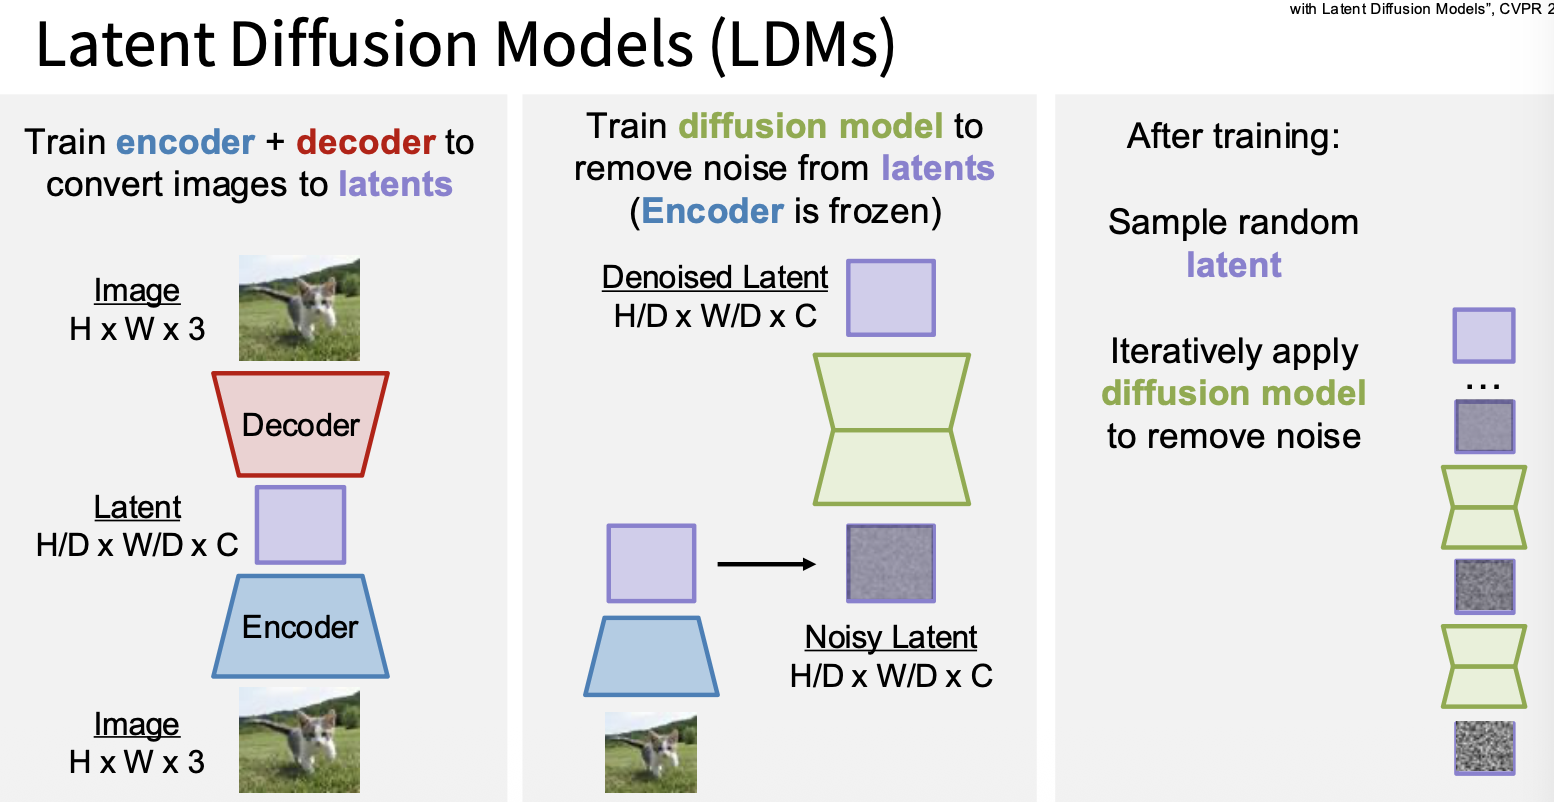 with Latent Diffusion Models", CVPR 2
Latent Diffusion Models (LDMs)
Train encoder + decoder to
convert images to latents
Image
H x W x 3
Decoder
Latent
H/D x W/D x C
Encoder
Image
H x W x 3
Train diffusion model to
remove noise from latents
(Encoder is frozen)
Denoised Latent
H/D x W/D x C
Noisy Latent
H/D x W/D x C
After training:
Sample random
latent
Iteratively apply
diffusion model
to remove noise
...